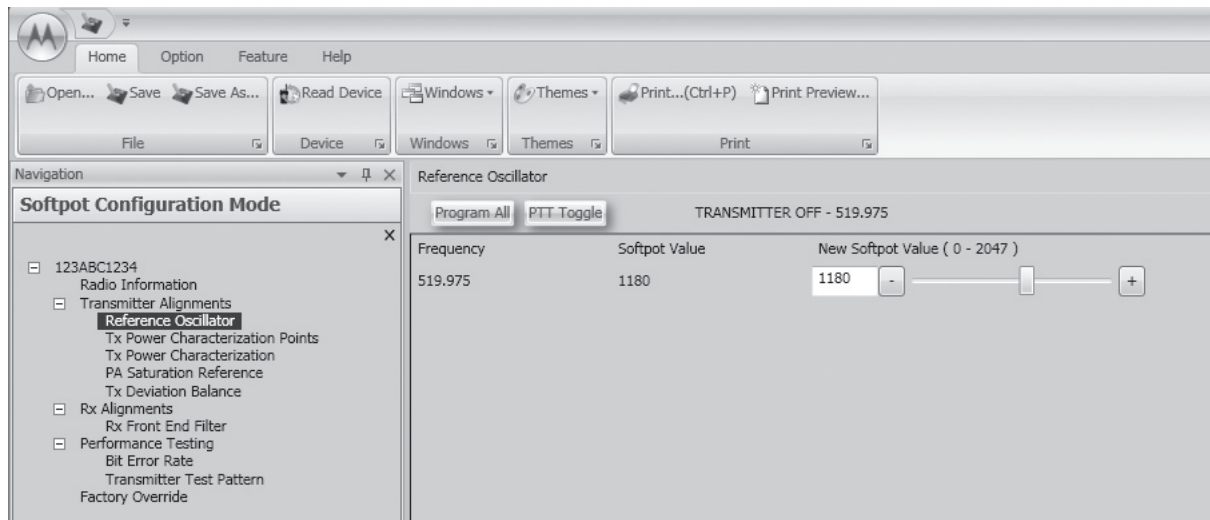 Home Option Feature Help
Open... Save Save As... Read Device Windows Themes Print...(Ctrl+P) Print Preview...
File Device Windows Themes Print
Navigation
Softpot Configuration Mode
123ABC1234
Radio Information
Transmitter Alignments
Reference Oscillator
Tx Power Characterization Points
Tx Power Characterization
PA Saturation Reference
Tx Deviation Balance
Rx Alignments
Rx Front End Filter
Performance Testing
Bit Error Rate
Transmitter Test Pattern
Factory Override
Reference Oscillator
Program All PTT Toggle TRANSMITTER OFF - 519.975
Frequency Softpot Value New Softpot Value ( 0 - 2047 )
519.975 1180 1180 - +